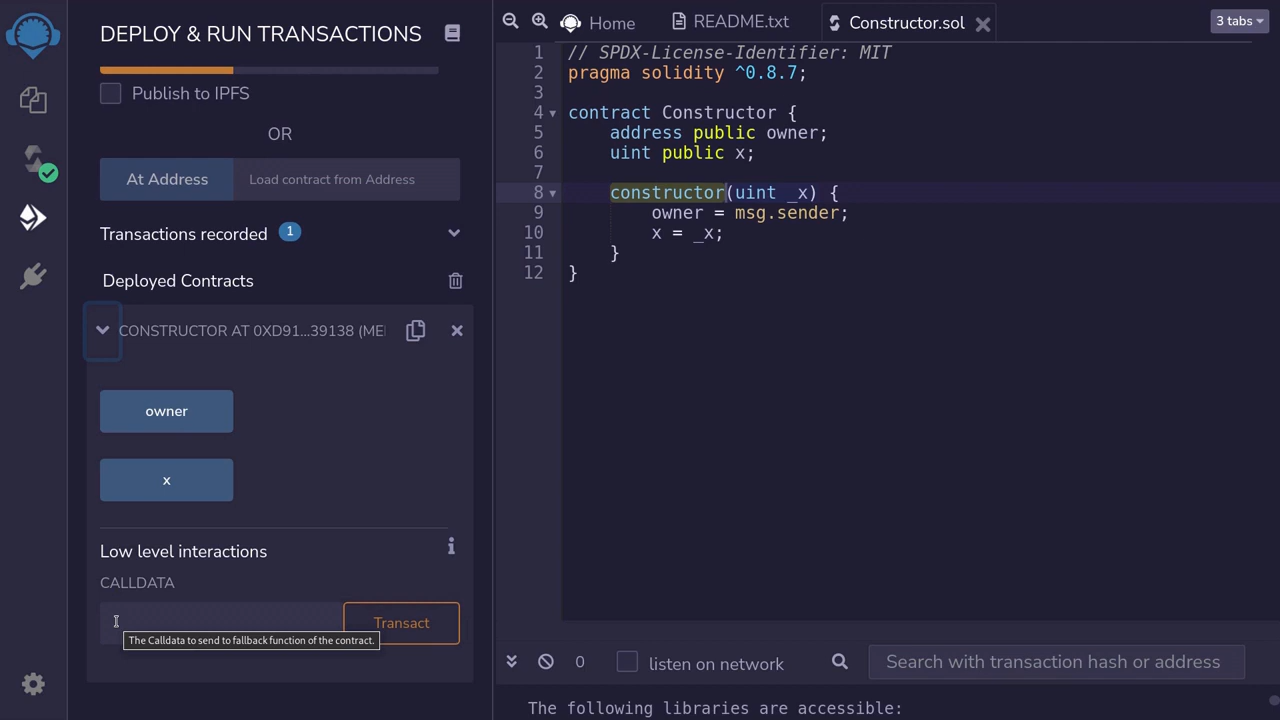 DEPLOY & RUN TRANSACTIONS
Publish to IPFS
OR
At Address
Load contract from Address
Transactions recorded 1
Deployed Contracts
CONSTRUCTOR AT 0XD91...39138 (ME
owner
x
Low level interactions
i
CALLDATA
Transact
The Calldata to send to fallback function of the contract.
Home
README.txt
Constructor.sol
3 tabs
1 // SPDX-License-Identifier: MIT
2 pragma solidity ^0.8.7;
3
4 contract Constructor {
5 address public owner;
6 uint public x;
7
8 constructor(uint _x) {
9 owner = msg.sender;
10 x = _x;
11 }
12 }
0
listen on network
Search with transaction hash or address
The following libraries are accessible: